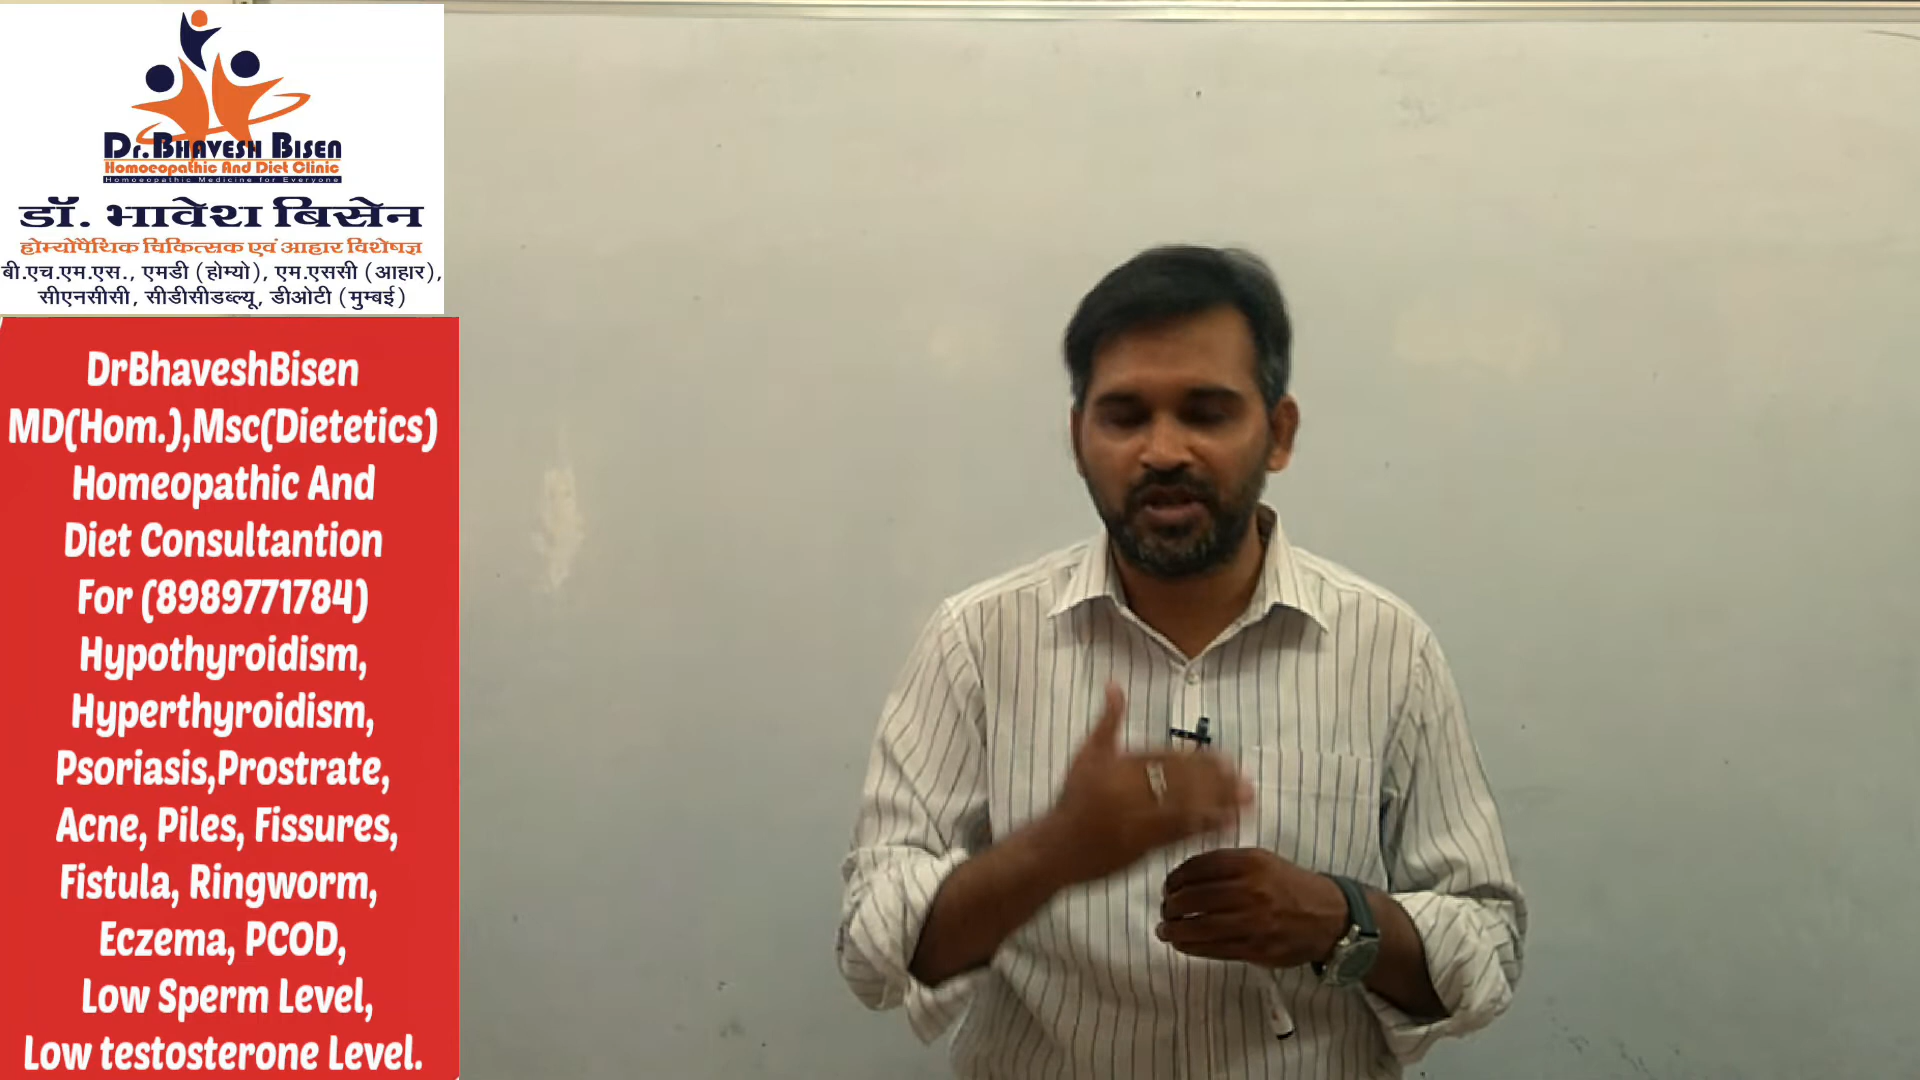 Dr. Bhavesh Bisen
Homoeopathic And Diet Clinic
Homoeopathic Medicine for Everyone
डॉ. भावेश बिसेन
होम्योपैथिक चिकित्सक एवं आहार विशेषज्ञ
बी.एच.एम.एस., एमडी (होम्यो), एम.एससी (आहार),
सीएनसीसी, सीडीसीडब्ल्यू, डीओटी (मुम्बई)
DrBhaveshBisen
MD(Hom.),Msc(Dietetics)
Homeopathic And
Diet Consultantion
For (8989771784)
Hypothyroidism,
Hyperthyroidism,
Psoriasis,Prostrate,
Acne, Piles, Fissures,
Fistula, Ringworm,
Eczema, PCOD,
Low Sperm Level,
Low testosterone Level.